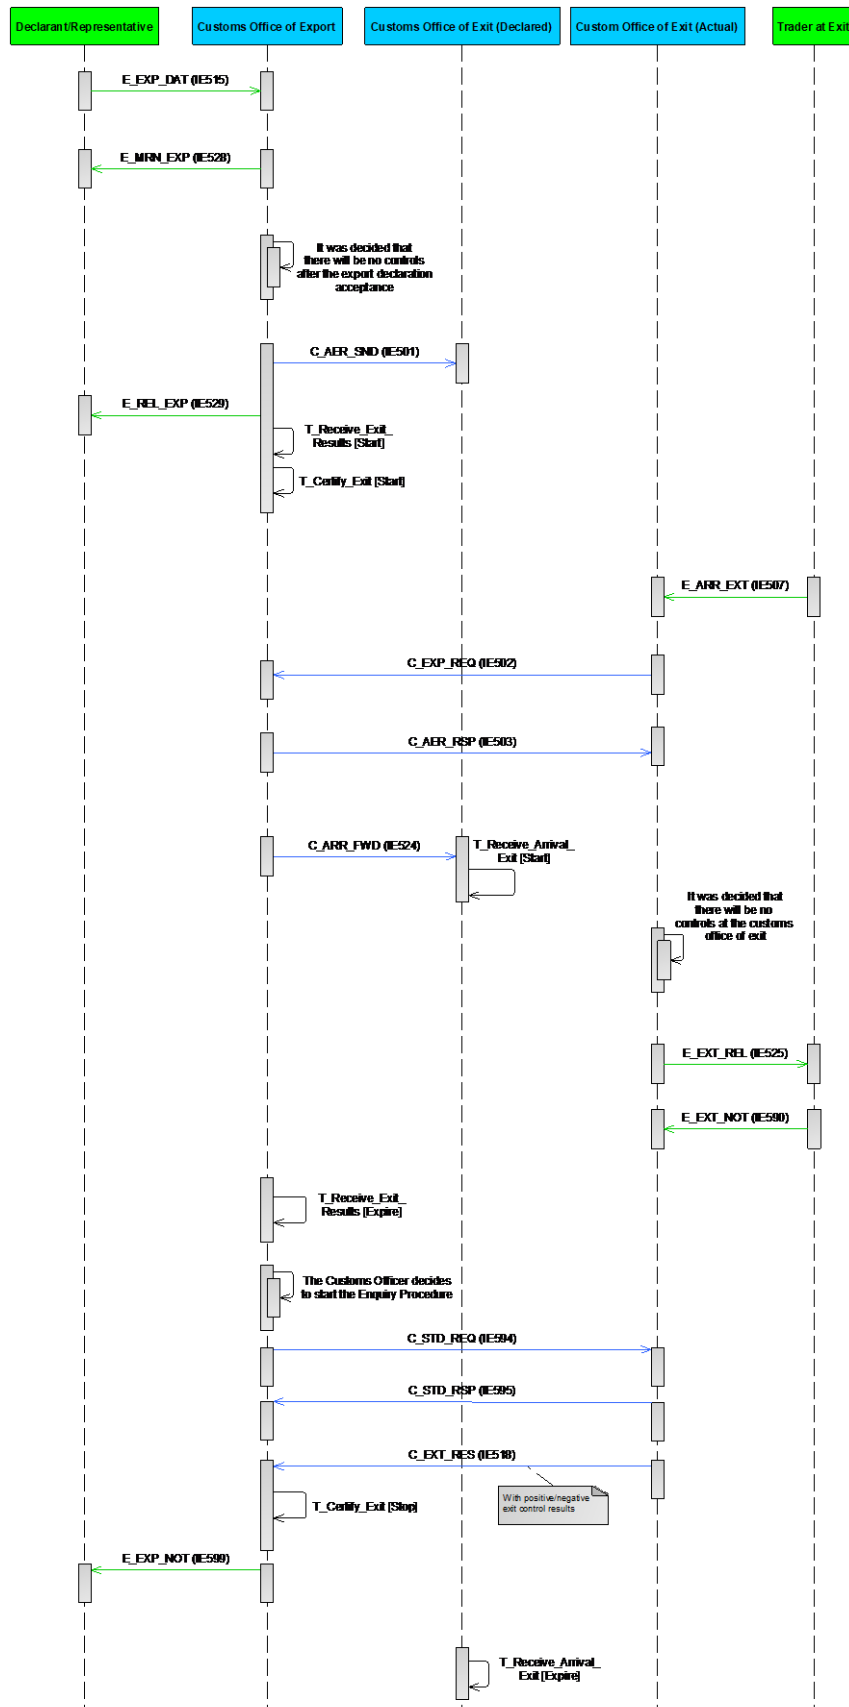 Declarant/Representative
Customs Office of Export
Customs Office of Exit (Declared)
Custom Office of Exit (Actual)
Trader at Exit
E_EXP_DAT (IE515)
E_MRN_EXP (IE528)
It was decided that
there will be no controls
after the export declaration
acceptance
C_AER_SND (IE501)
E_REL_EXP (IE529)
T_Receive_Exit_
Results [Start]
T_Certify_Exit [Start]
E_ARR_EXT (IE507)
C_EXP_REQ (IE502)
C_AER_RSP (IE503)
C_ARR_FWD (IE524)
T_Receive_Arrival_
Exit [Start]
It was decided that
there will be no
controls at the customs
office of exit
E_EXT_REL (IE525)
E_EXT_NOT (IE590)
T_Receive_Exit_
Results [Expire]
The Customs Officer decides
to start the Enquiry Procedure
C_STD_REQ (IE594)
C_STD_RSP (IE595)
C_EXT_RES (IE518)
With positive/negative
exit control results
T_Certify_Exit [Stop]
E_EXP_NOT (IE599)
T_Receive_Arrival_
Exit [Expire]